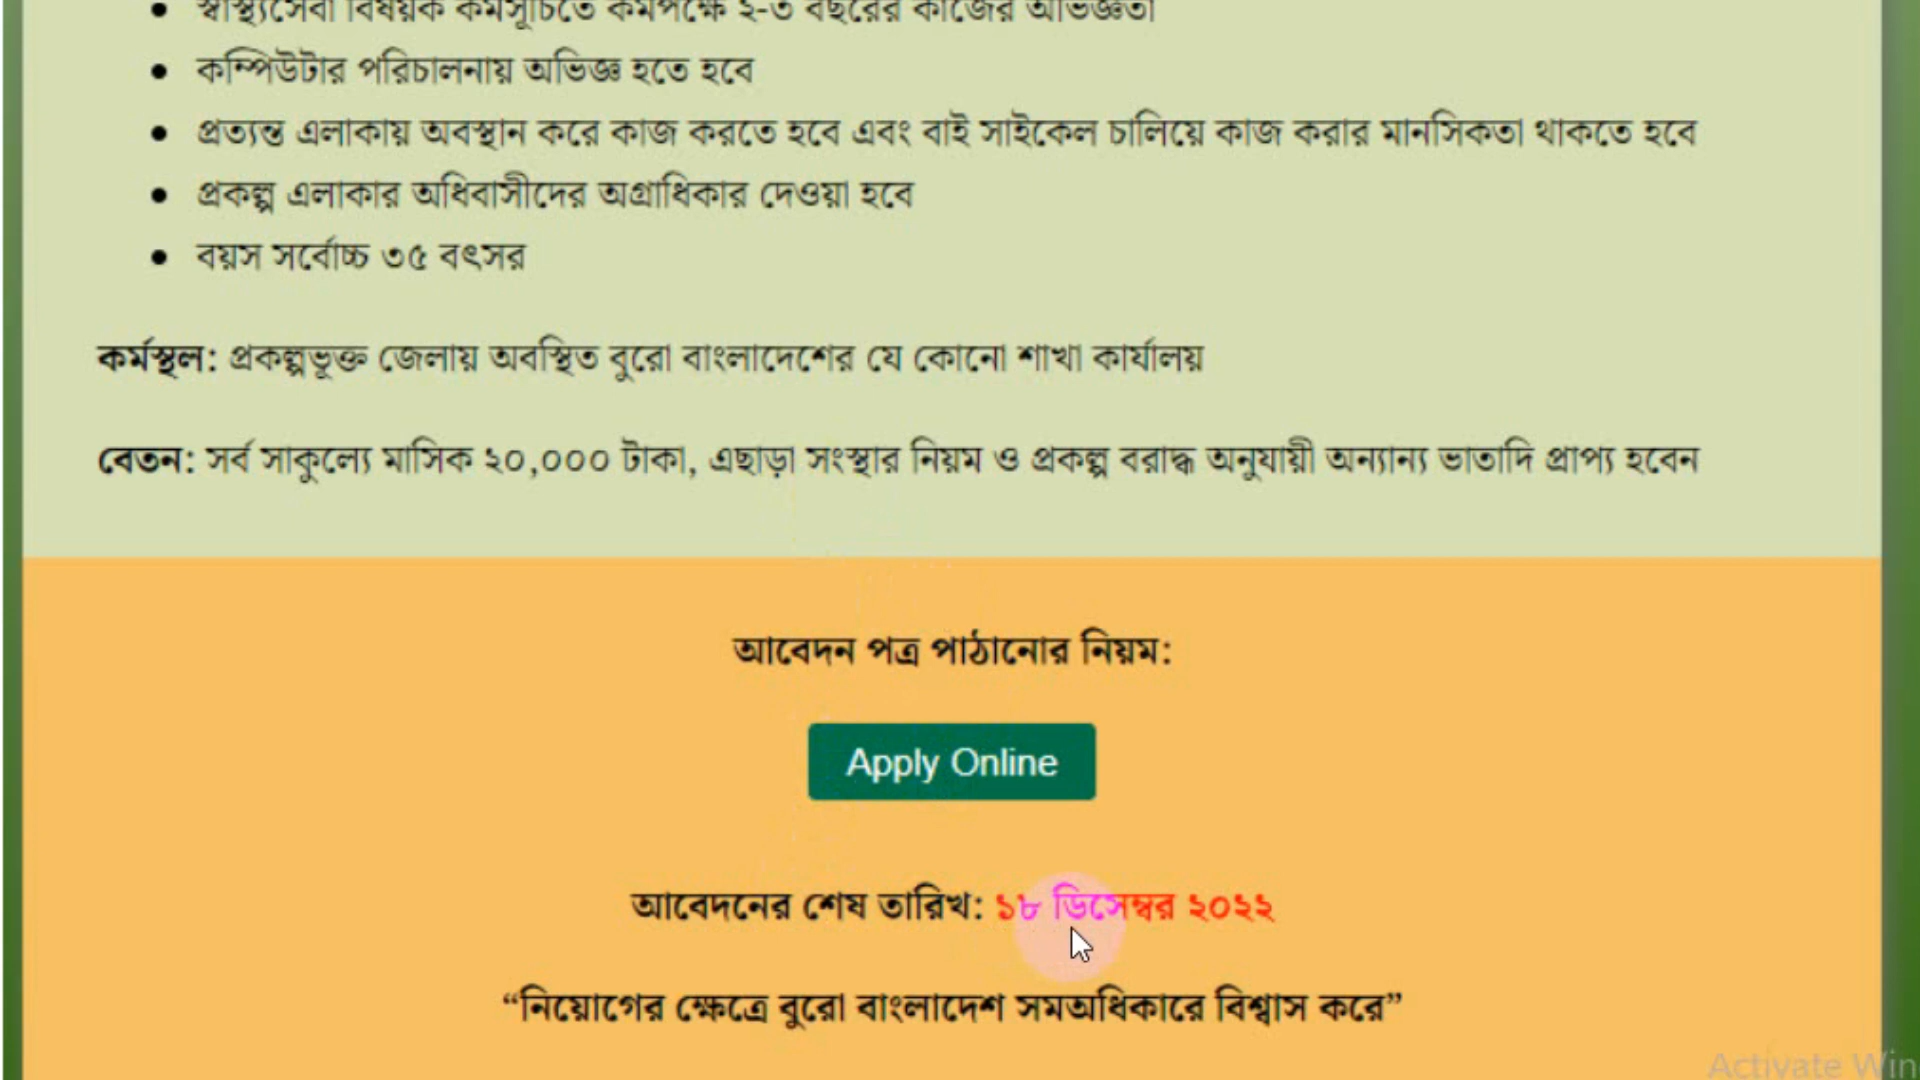 স্বাস্থ্যসেবা বিষয়ক কর্মসূচিতে কমপক্ষে ২-৩ বছরের কাজের অভিজ্ঞতা
কম্পিউটার পরিচালনায় অভিজ্ঞ হতে হবে
প্রত্যন্ত এলাকায় অবস্থান করে কাজ করতে হবে এবং বাই সাইকেল চালিয়ে কাজ করার মানসিকতা থাকতে হবে
প্রকল্প এলাকার অধিবাসীদের অগ্রাধিকার দেওয়া হবে
বয়স সর্বোচ্চ ৩৫ বৎসর
কর্মস্থল: প্রকল্পভূক্ত জেলায় অবস্থিত বুরো বাংলাদেশের যে কোনো শাখা কার্যালয়
বেতন: সর্ব সাকুল্যে মাসিক ২০,০০০ টাকা, এছাড়া সংস্থার নিয়ম ও প্রকল্প বরাদ্ধ অনুযায়ী অন্যান্য ভাতাদি প্রাপ্য হবেন
আবেদন পত্র পাঠানোর নিয়ম:
Apply Online
আবেদনের শেষ তারিখ: ১৮ ডিসেম্বর ২০২২
“নিয়োগের ক্ষেত্রে বুরো বাংলাদেশ সমঅধিকারে বিশ্বাস করে”
Activate Win